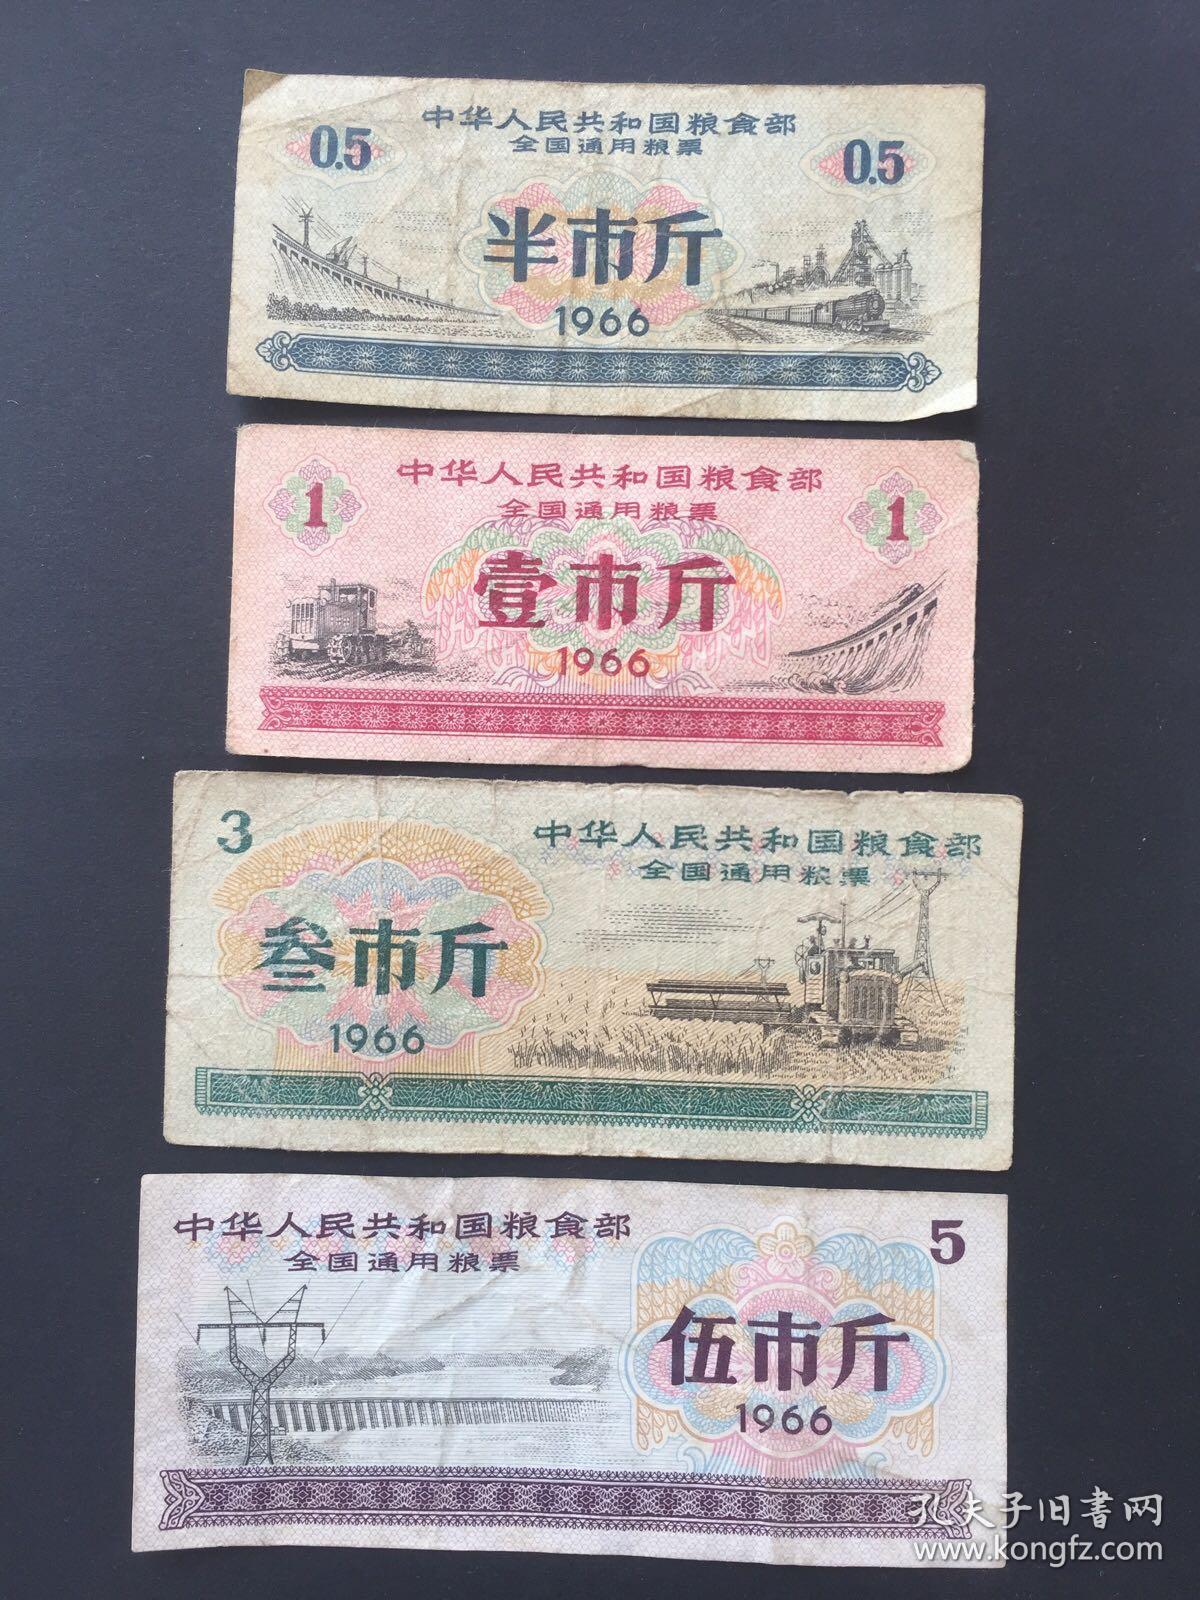 中华人民共和国粮食部
全国通用粮票
0.5
0.5
半市斤
1966
中华人民共和国粮食部
全国通用粮票
1
1
壹市斤
1966
3
中华人民共和国粮食部
全国通用粮票
叁市斤
1966
中华人民共和国粮食部
全国通用粮票
5
伍市斤
1966
孔夫子旧书网
www.kongfz.com